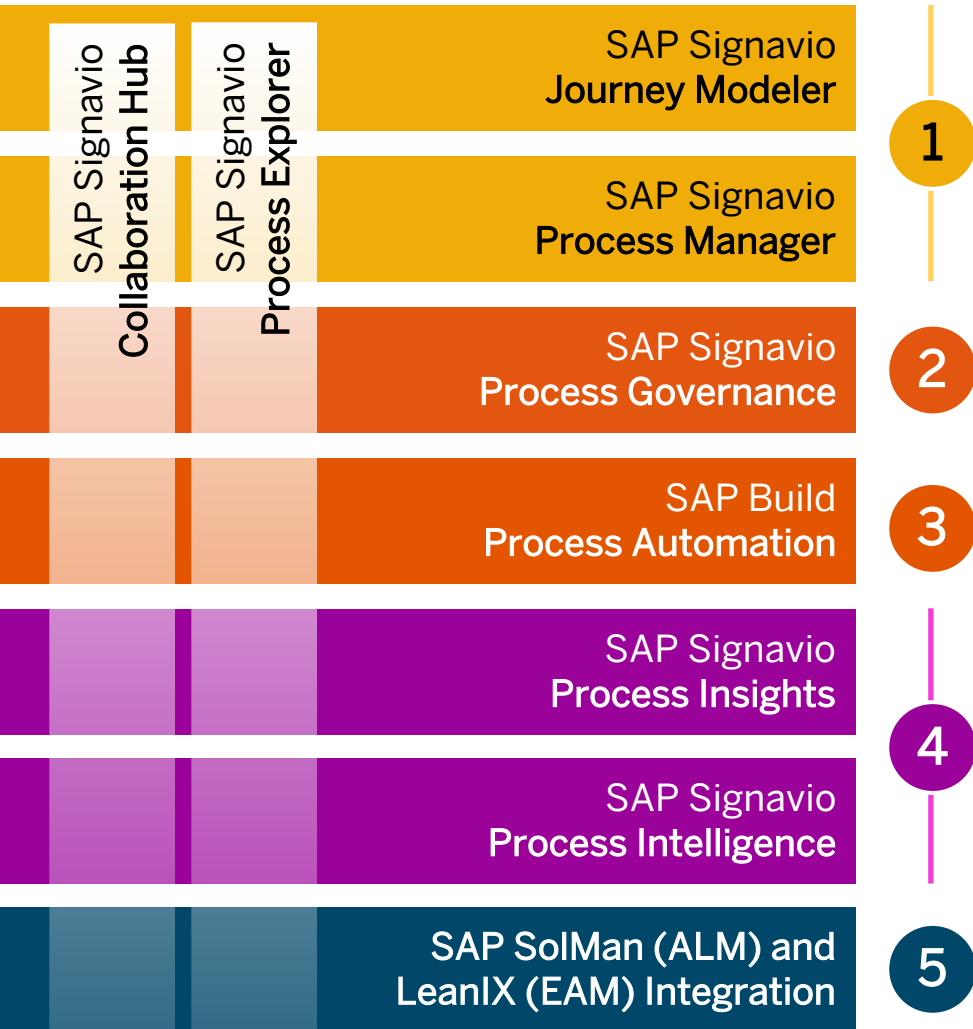 SAP Signavio
Collaboration Hub
SAP Signavio
Process Explorer
SAP Signavio
Journey Modeler
1
SAP Signavio
Process Manager
SAP Signavio
Process Governance
2
SAP Build
Process Automation
3
SAP Signavio
Process Insights
4
SAP Signavio
Process Intelligence
SAP SolMan (ALM) and
LeanIX (EAM) Integration
5